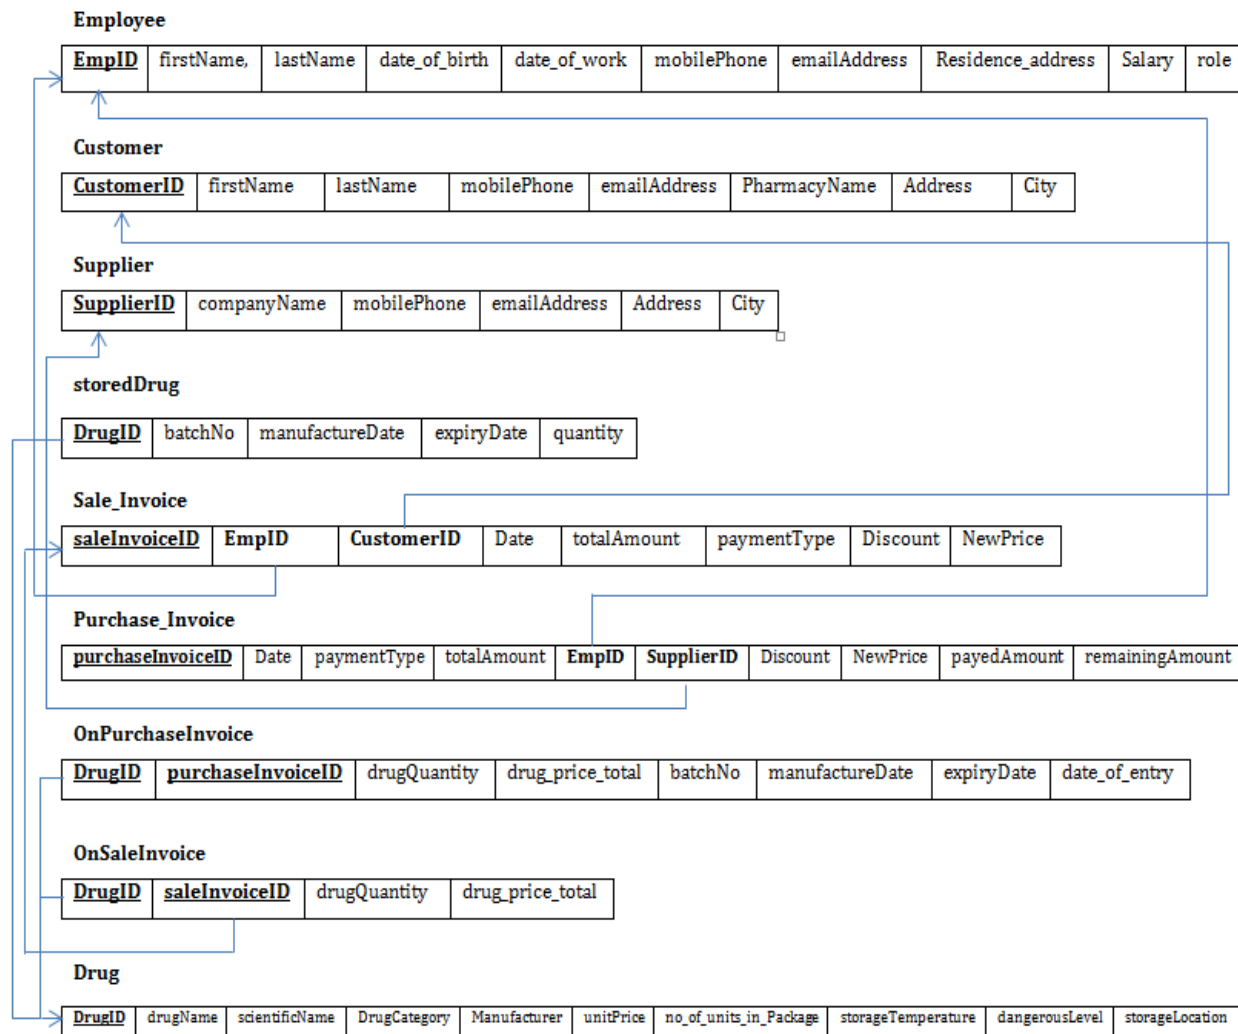 Employee
EmpID firstName, lastName date_of_birth date_of_work mobilePhone emailAddress Residence_address Salary role
Customer
CustomerID firstName lastName mobilePhone emailAddress PharmacyName Address City
Supplier
SupplierID companyName mobilePhone emailAddress Address City
storedDrug
DrugID batchNo manufactureDate expiryDate quantity
Sale_Invoice
saleInvoiceID EmpID CustomerID Date totalAmount paymentType Discount NewPrice
Purchase_Invoice
purchaseInvoiceID Date paymentType totalAmount EmpID SupplierID Discount NewPrice payedAmount remainingAmount
OnPurchaseInvoice
DrugID purchaseInvoiceID drugQuantity drug_price_total batchNo manufactureDate expiryDate date_of_entry
OnSaleInvoice
DrugID saleInvoiceID drugQuantity drug_price_total
Drug
DrugID drugName scientificName DrugCategory Manufacturer unitPrice no_of_units_in_Package storageTemperature dangerousLevel storageLocation